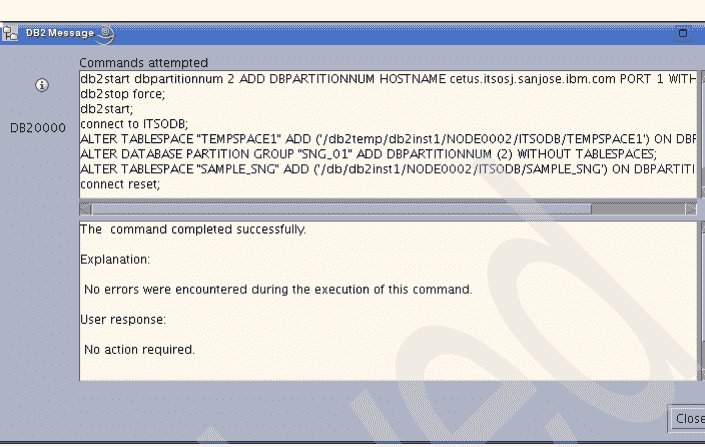 DB2 Message
Commands attempted
db2start dbpartitionnum 2 ADD DBPARTITIONNUM HOSTNAME cetus.itsosj.sanjose.ibm.com PORT 1 WITH
db2stop force;
db2start;
connect to ITSODB;
ALTER TABLESPACE "TEMPSPACE1" ADD ('/db2temp/db2inst1/NODE0002/ITSODB/TEMPSPACE1') ON DBP
ALTER DATABASE PARTITION GROUP "SNG_01" ADD DBPARTITIONNUM (2) WITHOUT TABLESPACES;
ALTER TABLESPACE "SAMPLE_SNG" ADD ('/db/db2inst1/NODE0002/ITSODB/SAMPLE_SNG') ON DBPARTITI
connect reset;
DB20000
The command completed successfully.
Explanation:
No errors were encountered during the execution of this command.
User response:
No action required.
Close